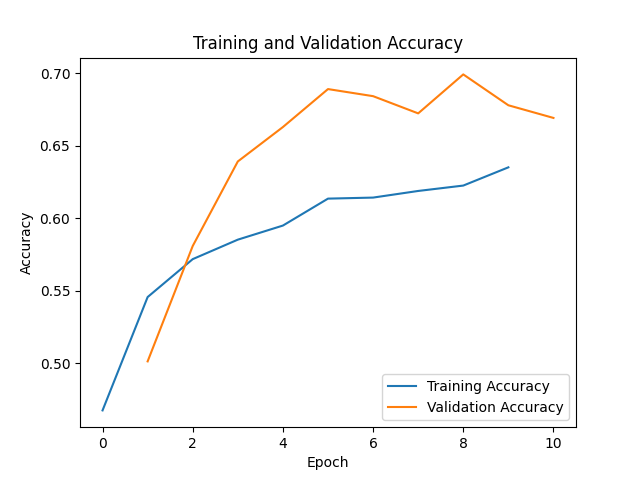 Training and Validation Accuracy
0.70
0.65
0.60
0.55
0.50
Accuracy
0 2 4 6 8 10
Epoch
Training Accuracy
Validation Accuracy